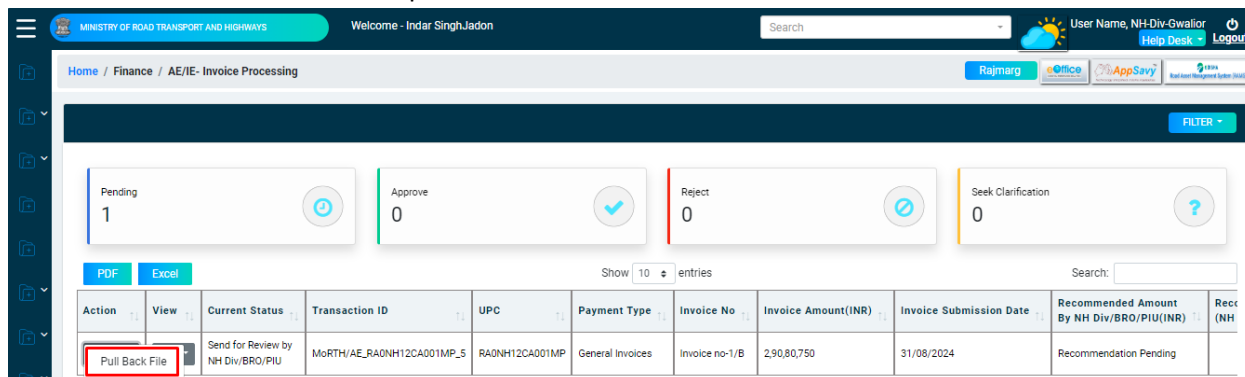 MINISTRY OF ROAD TRANSPORT AND HIGHWAYS
Welcome - Indar SinghJadon
Search
User Name, NH-Div-Gwalior
Help Desk
Logout
Home / Finance / AE/IE- Invoice Processing
Rajmarg
eOffice
AppSavy
FILTER
Pending
1
Approve
0
Reject
0
Seek Clarification
0
?
PDF
Excel
Show 10 entries
Search:
Action View Current Status Transaction ID UPC Payment Type Invoice No Invoice Amount(INR) Invoice Submission Date Recommended Amount
By NH Div/BRO/PIU(INR)
(NH
Send for Review by
NH Div/BRO/PIU
MoRTH/AE_RA0NH12CA001MP_5 RA0NH12CA001MP General Invoices Invoice no-1/B 2,90,80,750 31/08/2024 Recommendation Pending
Pull Back File